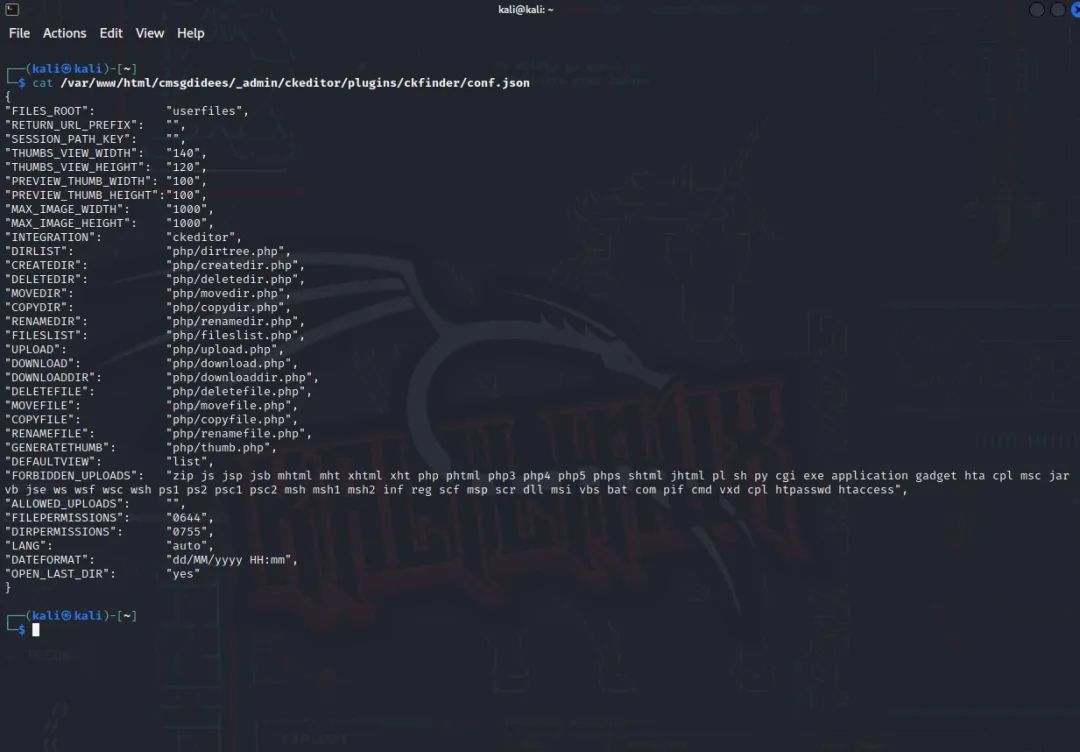 kali@kali: ~
File Actions Edit View Help
┌──(kali㉿kali)-[~]
└─$ cat /var/www/html/cmsgdidees/_admin/ckeditor/plugins/ckfinder/conf.json
{
"FILES_ROOT": "userfiles",
"RETURN_URL_PREFIX": "",
"SESSION_PATH_KEY": "",
"THUMBS_VIEW_WIDTH": "140",
"THUMBS_VIEW_HEIGHT": "120",
"PREVIEW_THUMB_WIDTH": "100",
"PREVIEW_THUMB_HEIGHT":"100",
"MAX_IMAGE_WIDTH": "1000",
"MAX_IMAGE_HEIGHT": "1000",
"INTEGRATION": "ckeditor",
"DIRLIST": "php/dirtree.php",
"CREATEDIR": "php/createdir.php",
"DELETEDIR": "php/deletedir.php",
"MOVEDIR": "php/movedir.php",
"COPYDIR": "php/copydir.php",
"RENAMEDIR": "php/renamedir.php",
"FILESLIST": "php/fileslist.php",
"UPLOAD": "php/upload.php",
"DOWNLOAD": "php/download.php",
"DOWNLOADDIR": "php/downloaddir.php",
"DELETEFILE": "php/deletefile.php",
"MOVEFILE": "php/movefile.php",
"COPYFILE": "php/copyfile.php",
"RENAMEFILE": "php/renamefile.php",
"GENERATETHUMB": "php/thumb.php",
"DEFAULTVIEW": "list",
"FORBIDDEN_UPLOADS": "zip js jsp jsb mhtml mht xhtml xht php phtml php3 php4 php5 phps shtml jhtml pl sh py cgi exe application gadget hta cpl msc jar
vb jse ws wsf wsc wsh ps1 ps2 psc1 psc2 msh msh1 msh2 inf reg scf msp scr dll msi vbs bat com pif cmd vxd cpl htpasswd htaccess",
"ALLOWED_UPLOADS": "",
"FILEPERMISSIONS": "0644",
"DIRPERMISSIONS": "0755",
"LANG": "auto",
"DATEFORMAT": "dd/MM/yyyy HH:mm",
"OPEN_LAST_DIR": "yes"
}
┌──(kali㉿kali)-[~]
└─$